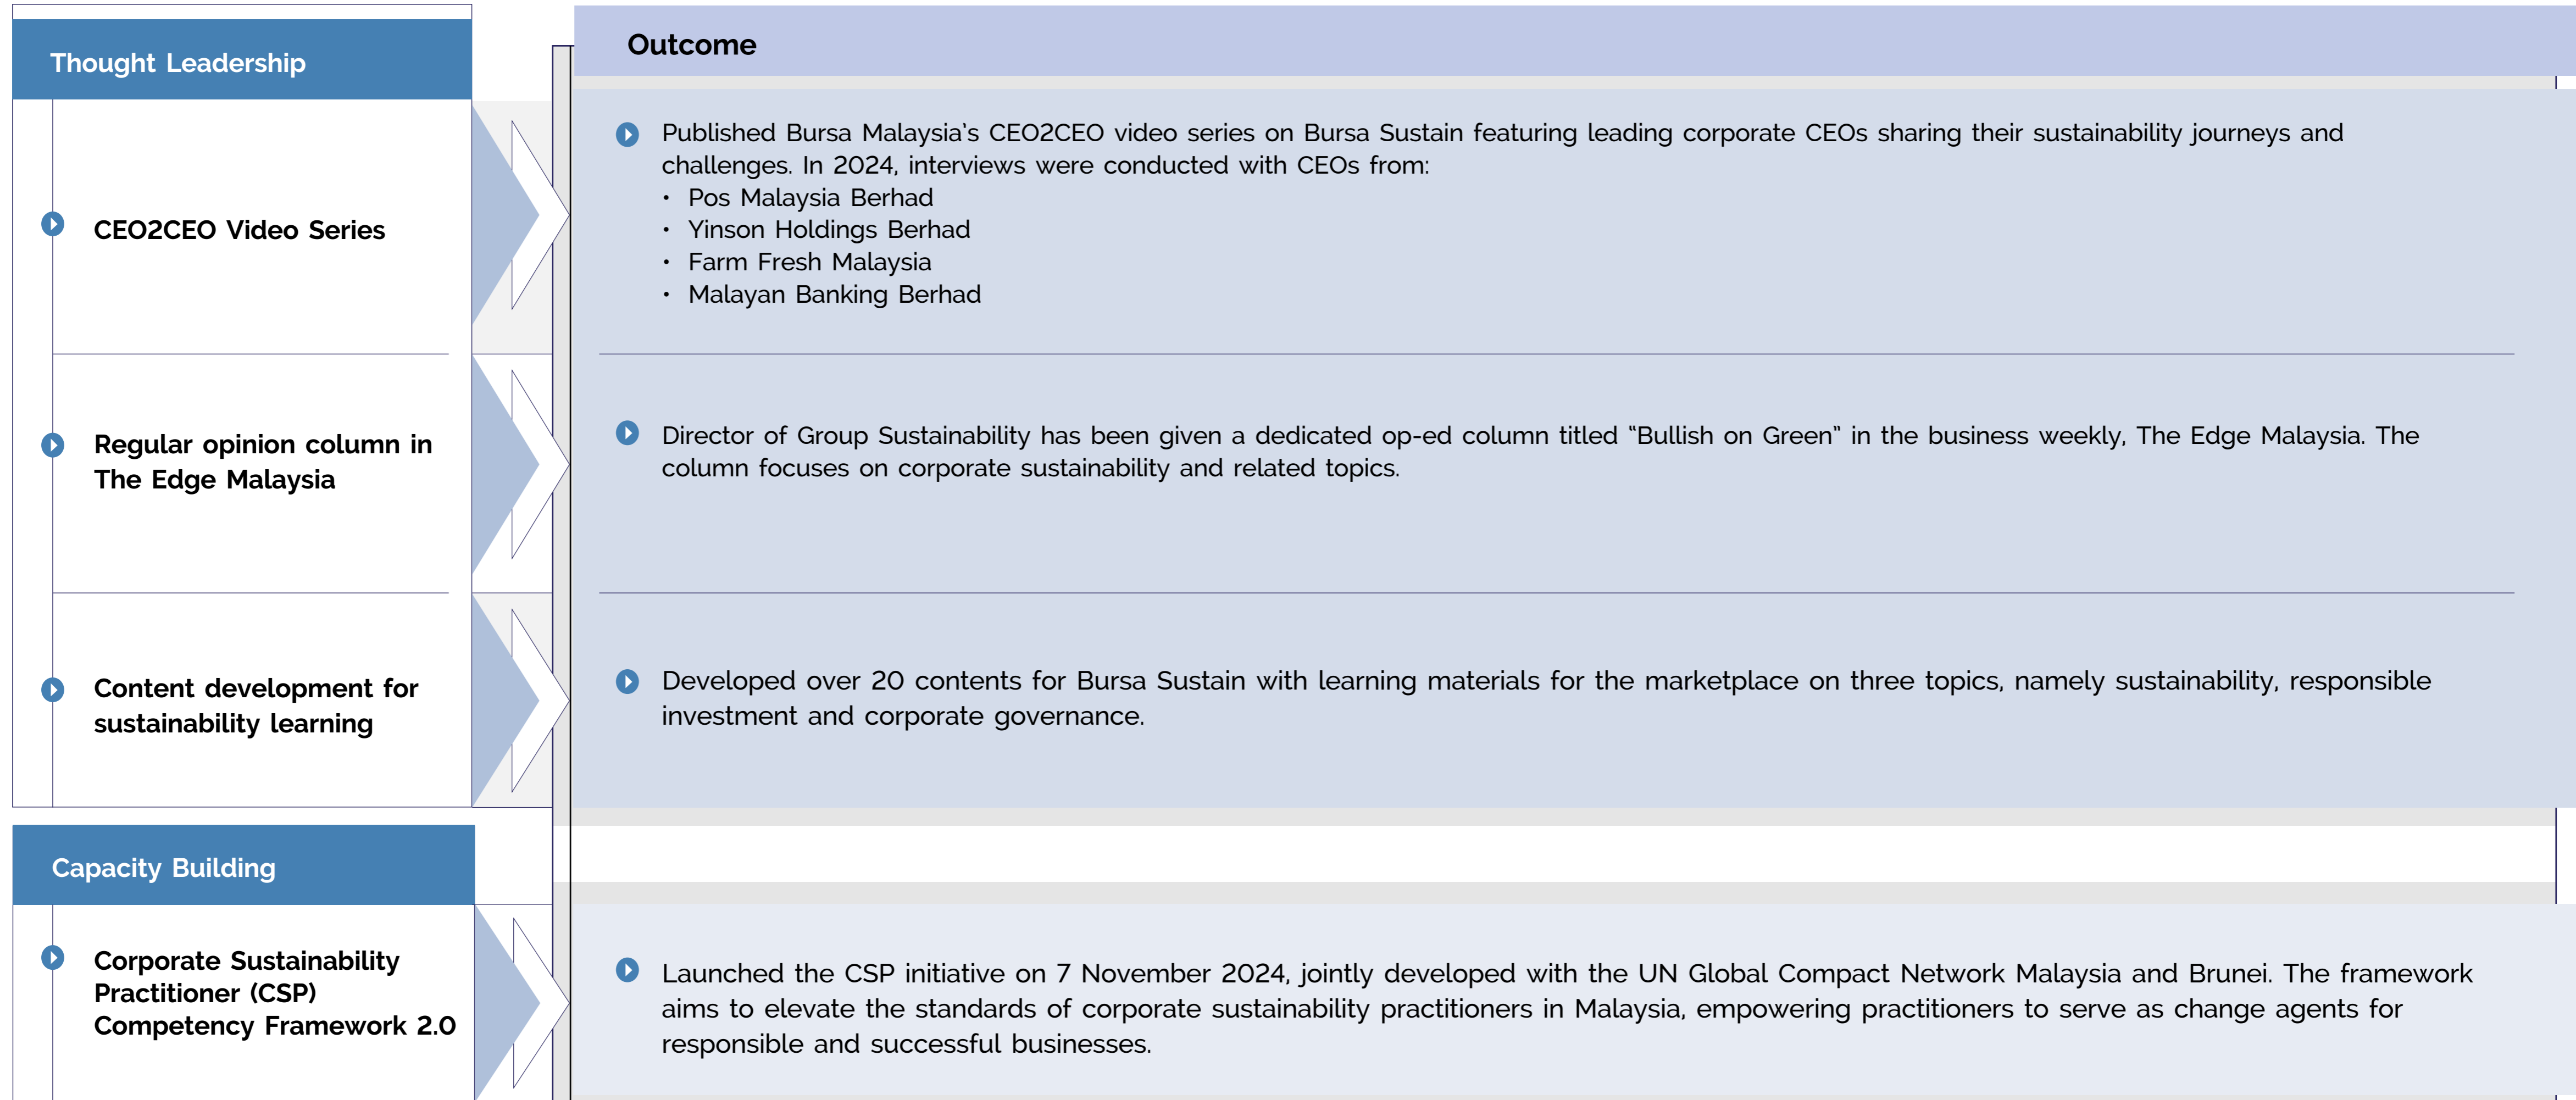 Thought Leadership
Outcome
CEO2CEO Video Series
Published Bursa Malaysia's CEO2CEO video series on Bursa Sustain featuring leading corporate CEOs sharing their sustainability journeys and
challenges. In 2024, interviews were conducted with CEOs from:
• Pos Malaysia Berhad
• Yinson Holdings Berhad
• Farm Fresh Malaysia
• Malayan Banking Berhad
Regular opinion column in
The Edge Malaysia
Director of Group Sustainability has been given a dedicated op-ed column titled “Bullish on Green” in the business weekly, The Edge Malaysia. The
column focuses on corporate sustainability and related topics.
Content development for
sustainability learning
Developed over 20 contents for Bursa Sustain with learning materials for the marketplace on three topics, namely sustainability, responsible
investment and corporate governance.
Capacity Building
Corporate Sustainability
Practitioner (CSP)
Competency Framework 2.0
Launched the CSP initiative on 7 November 2024, jointly developed with the UN Global Compact Network Malaysia and Brunei. The framework
aims to elevate the standards of corporate sustainability practitioners in Malaysia, empowering practitioners to serve as change agents for
responsible and successful businesses.